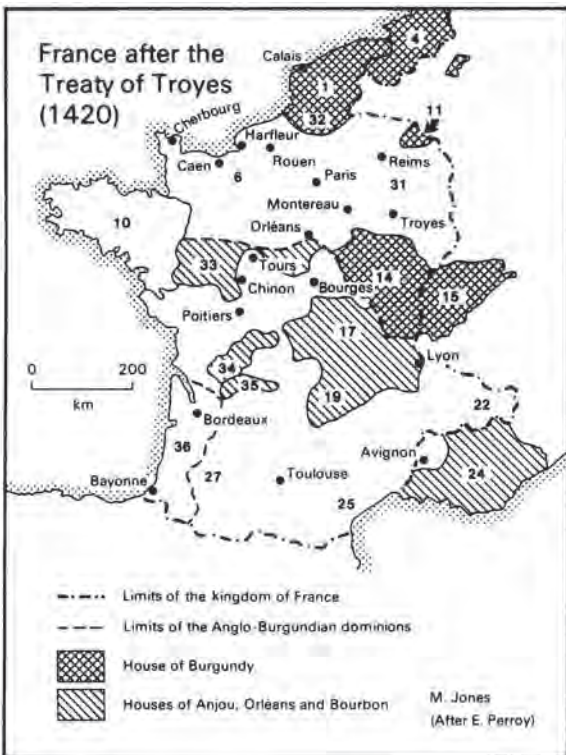 France after the
Treaty of Troyes
(1420)
4
Calais
1
11
32
Cherbourg
Harfleur
Caen
Rouen
Reims
6
Paris
31
Montereau
Troyes
10
Orléans
33
Tours
14
Chinon
Bourges
15
Poitiers
17
0 200
km
34
35
Lyon
19
22
Bordeaux
36
Avignon
27
Toulouse
24
Bayonne
25
Limits of the kingdom of France
Limits of the Anglo-Burgundian dominions
House of Burgundy
Houses of Anjou, Orléans and Bourbon
M. Jones
(After E. Perroy)